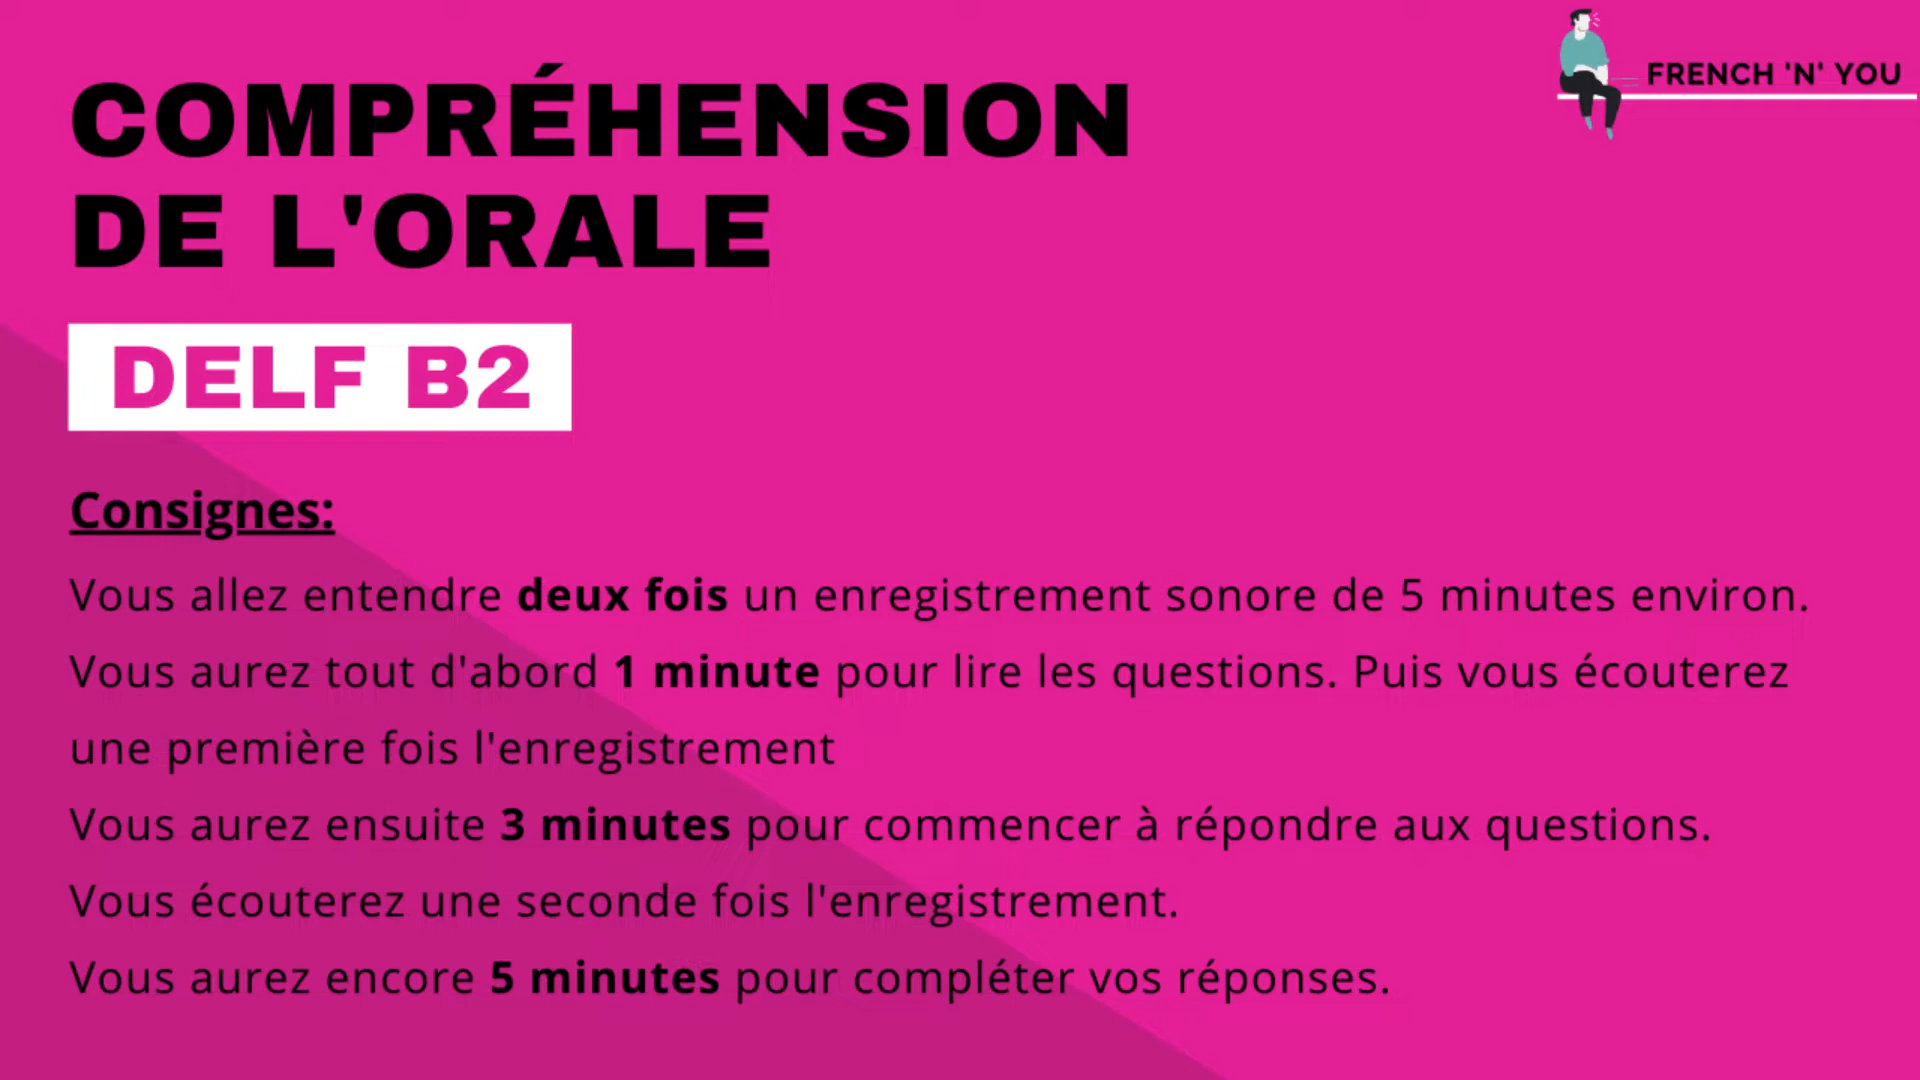 FRENCH 'N' YOU
COMPRÉHENSION
DE L'ORALE
DELF B2
Consignes:
Vous allez entendre deux fois un enregistrement sonore de 5 minutes environ.
Vous aurez tout d'abord 1 minute pour lire les questions. Puis vous écouterez
une première fois l'enregistrement
Vous aurez ensuite 3 minutes pour commencer à répondre aux questions.
Vous écouterez une seconde fois l'enregistrement.
Vous aurez encore 5 minutes pour compléter vos réponses.